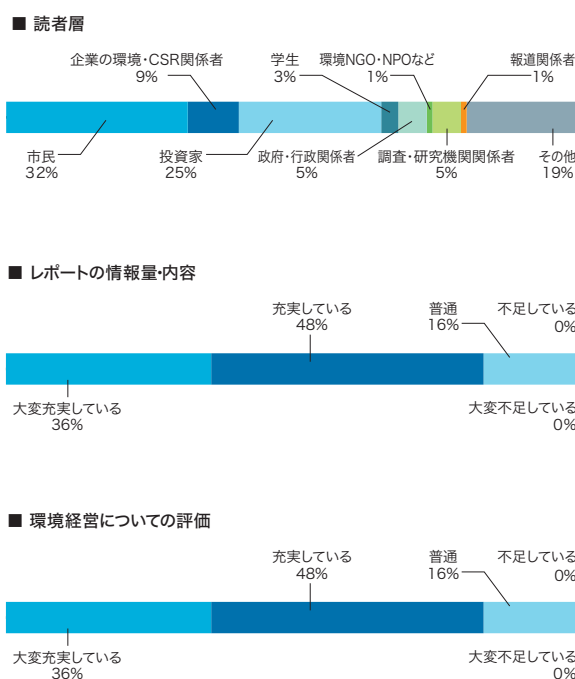 ■ 読者層
企業の環境・CSR関係者
9%
学生
3%
環境NGO・NPOなど
1%
報道関係者
1%
市民
32%
投資家
25%
政府・行政関係者
5%
調査・研究機関関係者
5%
その他
19%
■ レポートの情報量・内容
充実している
48%
普通
16%
不足している
0%
大変充実している
36%
大変不足している
0%
■ 環境経営についての評価
充実している
48%
普通
16%
不足している
0%
大変充実している
36%
大変不足している
0%